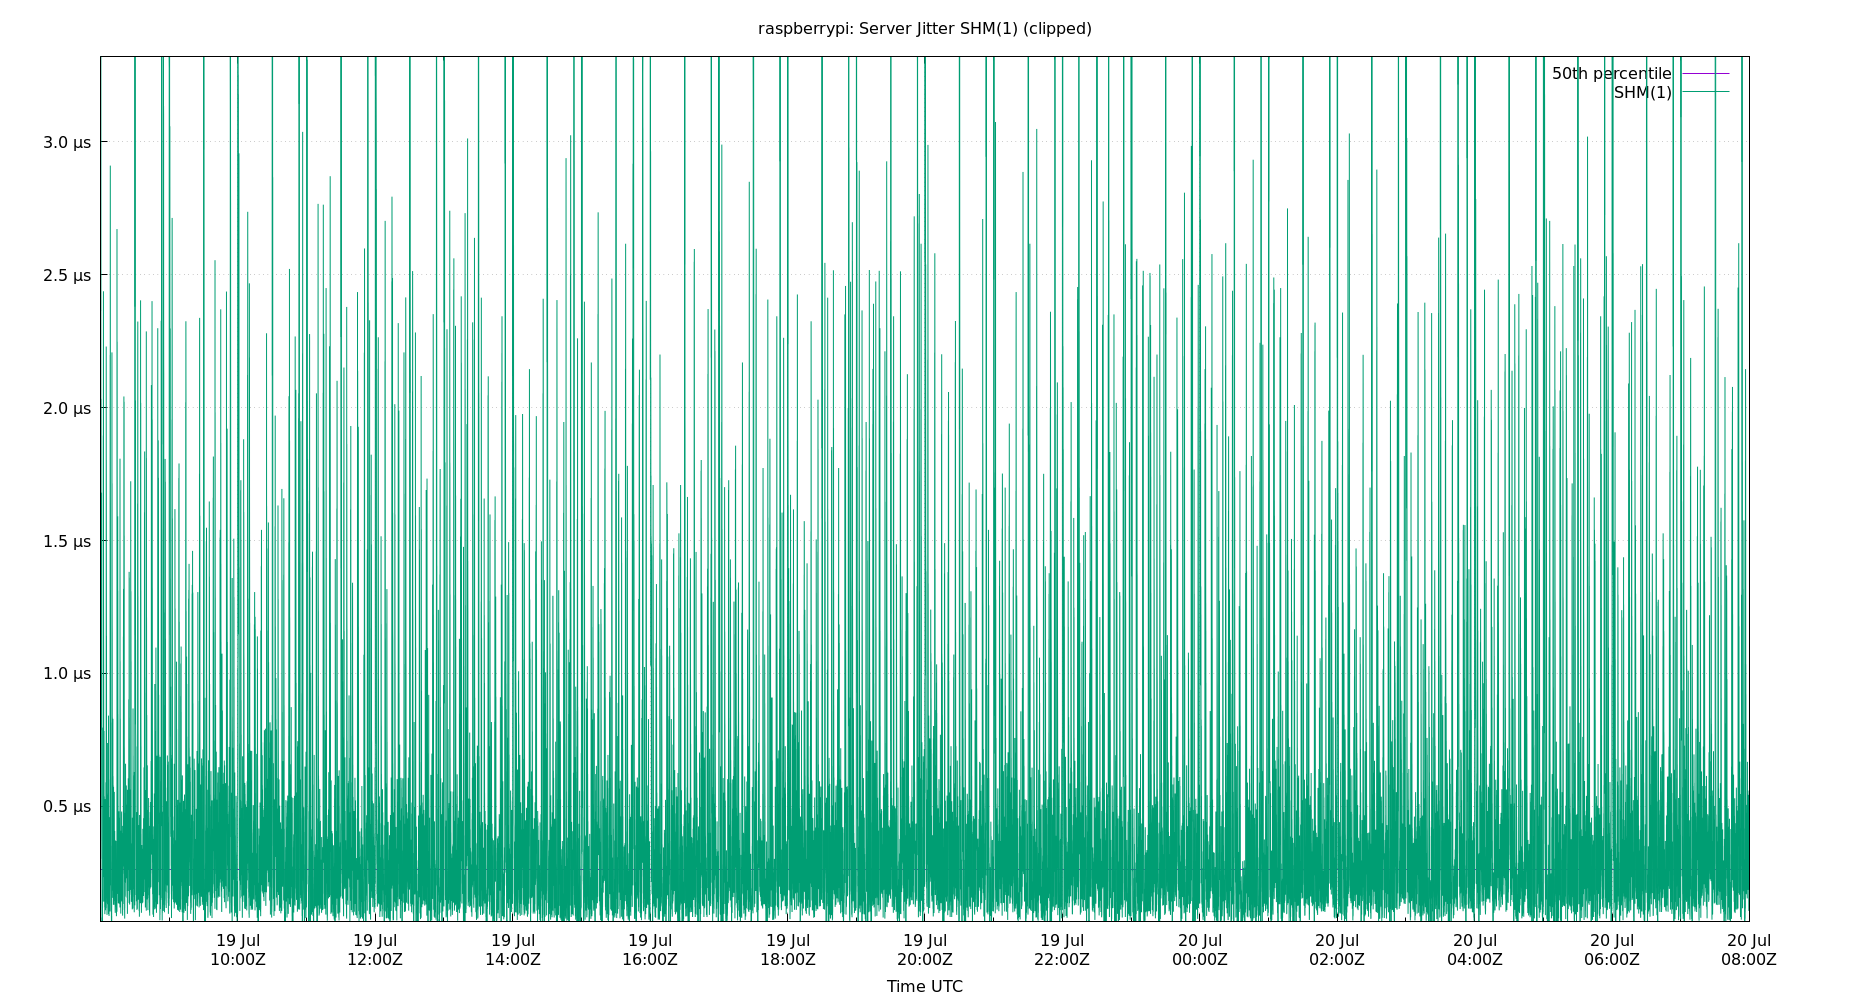 raspberrypi: Server Jitter SHM(1) (clipped)
50th percentile
SHM(1)
3.0 µs
2.5 µs
2.0 µs
1.5 µs
1.0 µs
0.5 µs
19 Jul 19 Jul 19 Jul 19 Jul 19 Jul 19 Jul 19 Jul 20 Jul 20 Jul 20 Jul 20 Jul 20 Jul
10:00Z 12:00Z 14:00Z 16:00Z 18:00Z 20:00Z 22:00Z 00:00Z 02:00Z 04:00Z 06:00Z 08:00Z
Time UTC